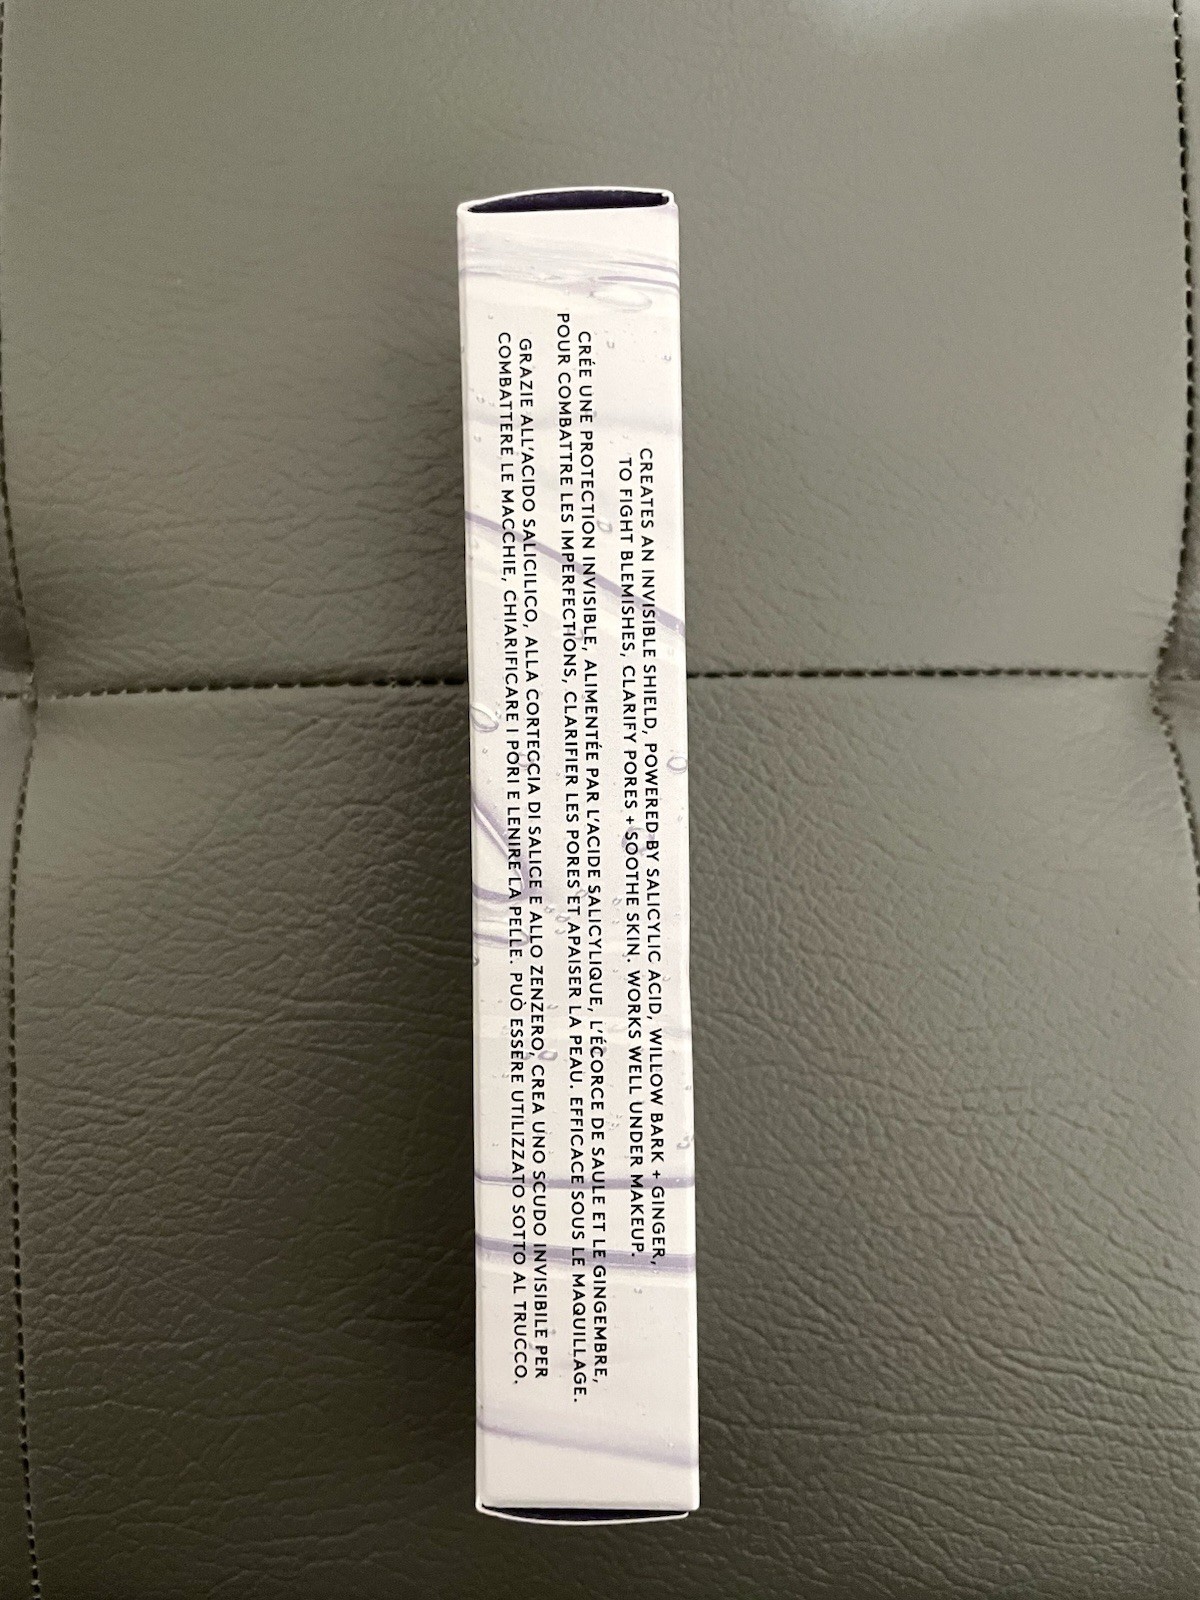 CREATES AN INVISIBLE SHIELD, POWERED BY SALICYLIC ACID, WILLOW BARK + GINGER,
TO FIGHT BLEMISHES, CLARIFY PORES + SOOTHE SKIN. WORKS WELL UNDER MAKEUP.
CRÉE UNE PROTECTION INVISIBLE, ALIMENTÉE PAR L'ACIDE SALICYLIQUE, L'ÉCORCE DE SAULE ET LE GINGEMBRE,
POUR COMBATTRE LES IMPERFECTIONS, CLARIFIER LES PORES ET APAISER LA PEAU. EFFICACE SOUS LE MAQUILLAGE.
GRAZIE ALL'ACIDO SALICILICO, ALLA CORTECCIA DI SALICE E ALLO ZENZERO, CREA UNO SCUDO INVISIBILE PER
COMBATTERE LE MACCHIE, CHIARIFICARE I PORI E LENIRE LA PELLE. PUÒ ESSERE UTILIZZATO SOTTO AL TRUCCO.